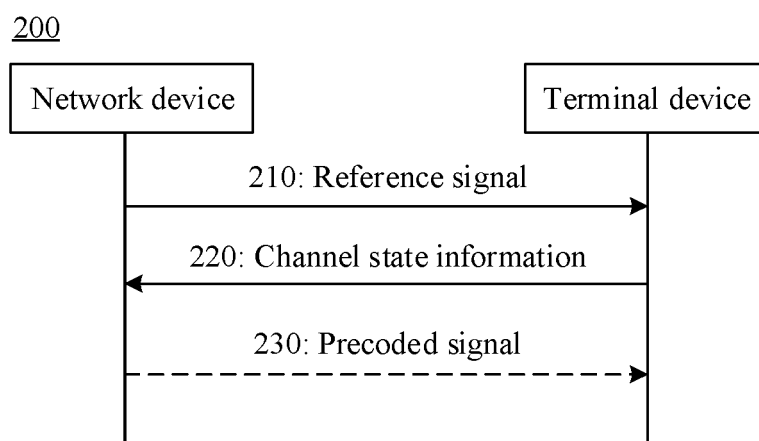 200
Network device
Terminal device
210: Reference signal
220: Channel state information
230: Precoded signal